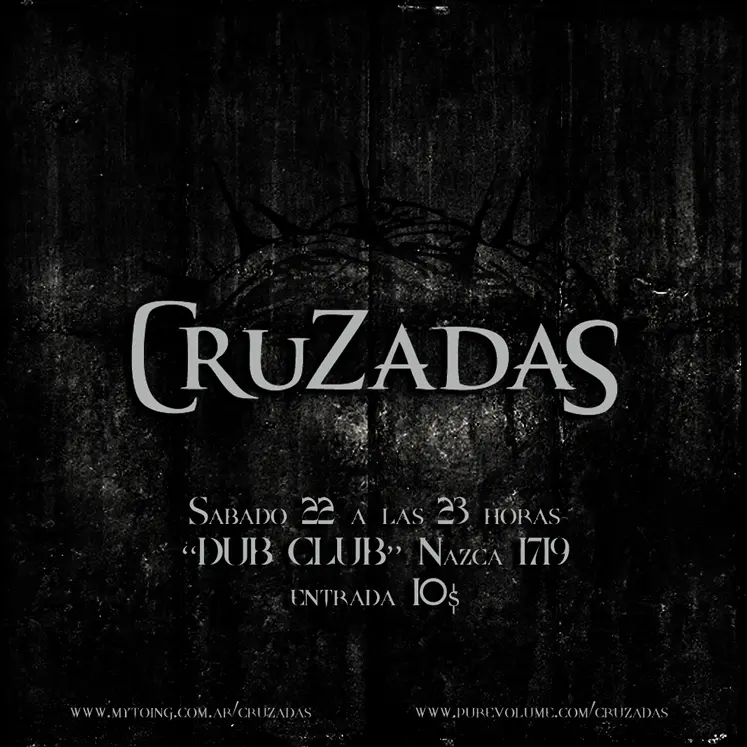 CRUZADAS
SABADO 22 A LAS 23 HORAS
“DUB CLUB” NAZCA 1719
ENTRADA 10$
WWW.MYTOING.COM.AR/CRUZADAS
WWW.PUREVOLUME.COM/CRUZADAS